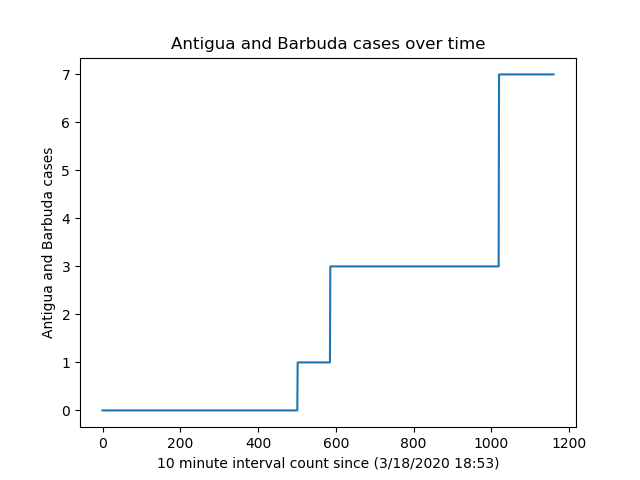 Antigua and Barbuda cases over time
Antigua and Barbuda cases
7
6
5
4
3
2
1
0
0 200 400 600 800 1000 1200
10 minute interval count since (3/18/2020 18:53)